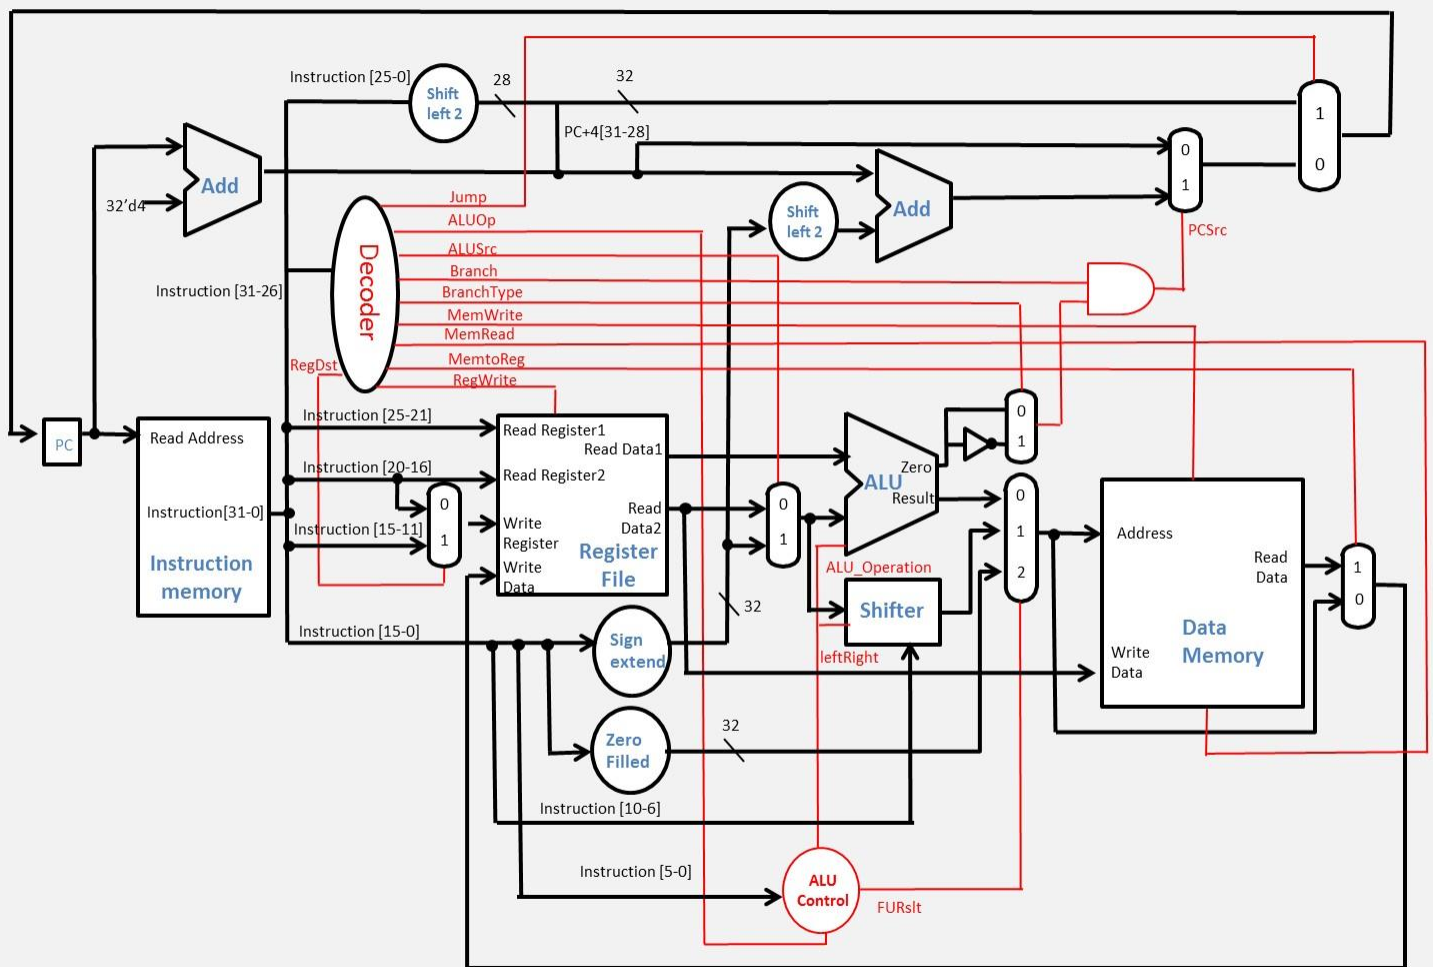 Instruction [25-0]
Shift
left 2
28
32
PC+4[31-28]
1
0
0
1
Add
32'd4
Shift
left 2
Add
PCSrc
Jump
ALUOp
ALUSrc
Branch
BranchType
MemWrite
MemRead
MemtoReg
RegWrite
Decoder
Instruction [31-26]
RegDst
PC
Read Address
Instruction[31-0]
Instruction
memory
Instruction [25-21]
Instruction [20-16]
Instruction [15-11]
0
1
Read Register1
Read Data1
Read Register2
Read
Data2
Write
Register
Register
File
Write
Data
0
1
ALU
Zero
Result
0
1
0
1
2
ALU_Operation
Shifter
leftRight
Address
Read
Data
Data
Memory
Write
Data
1
0
Instruction [15-0]
Sign
extend
32
Zero
Filled
32
Instruction [10-6]
Instruction [5-0]
ALU
Control
FURslt